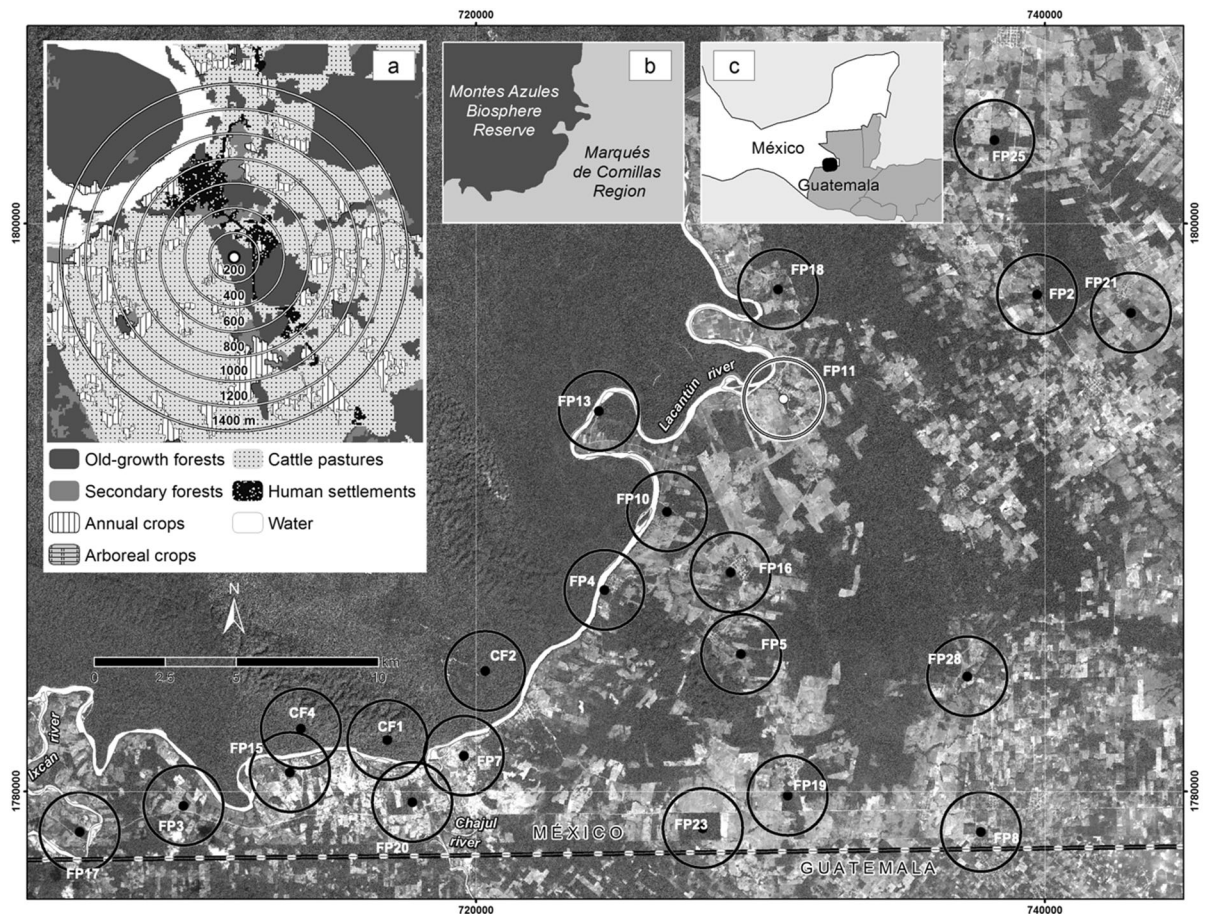 720000
740000
a
b
c
Montes Azules
Biosphere
Reserve
Marqués
de Comillas
Region
México
Guatemala
200
400
600
800
1000
1200
1400 m
Old-growth forests
Cattle pastures
Secondary forests
Human settlements
Annual crops
Water
Arboreal crops
N
0
5
10
km
1800000
1800000
FP25
FP18
FP2
FP21
FP11
Lacantún river
FP13
FP10
FP16
FP4
FP5
CF2
FP28
CF4
CF1
FP15
FP7
Ixcán river
FP3
FP19
1780000
1780000
FP17
FP20
Chajul
river
FP23
FP8
MÉXICO
GUATEMALA
720000
740000